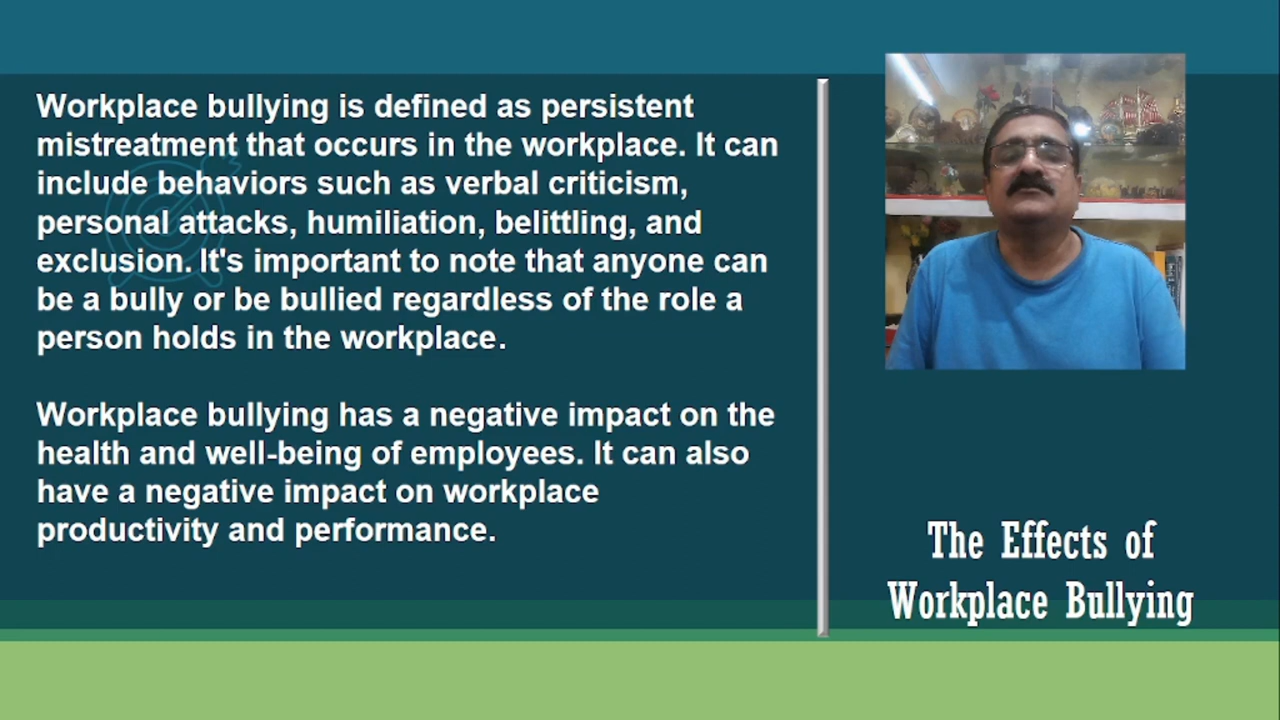 Workplace bullying is defined as persistent
mistreatment that occurs in the workplace. It can
include behaviors such as verbal criticism,
personal attacks, humiliation, belittling, and
exclusion. It's important to note that anyone can
be a bully or be bullied regardless of the role a
person holds in the workplace.
Workplace bullying has a negative impact on the
health and well-being of employees. It can also
have a negative impact on workplace
productivity and performance.
The Effects of
Workplace Bullying